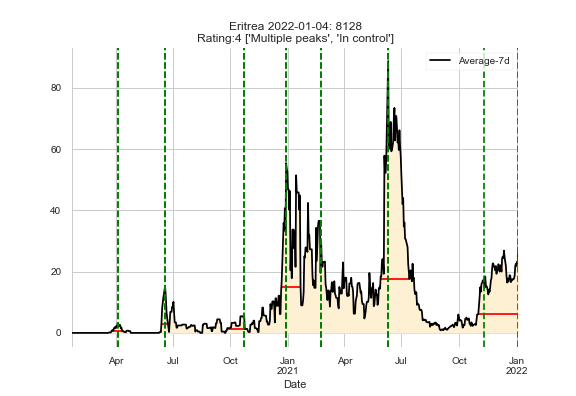 Eritrea 2022-01-04: 8128
Rating:4 ['Multiple peaks', 'In control']
Average-7d
80
60
40
20
0
Apr Jul Oct Jan Apr Jul Oct Jan
2021 2022
Date